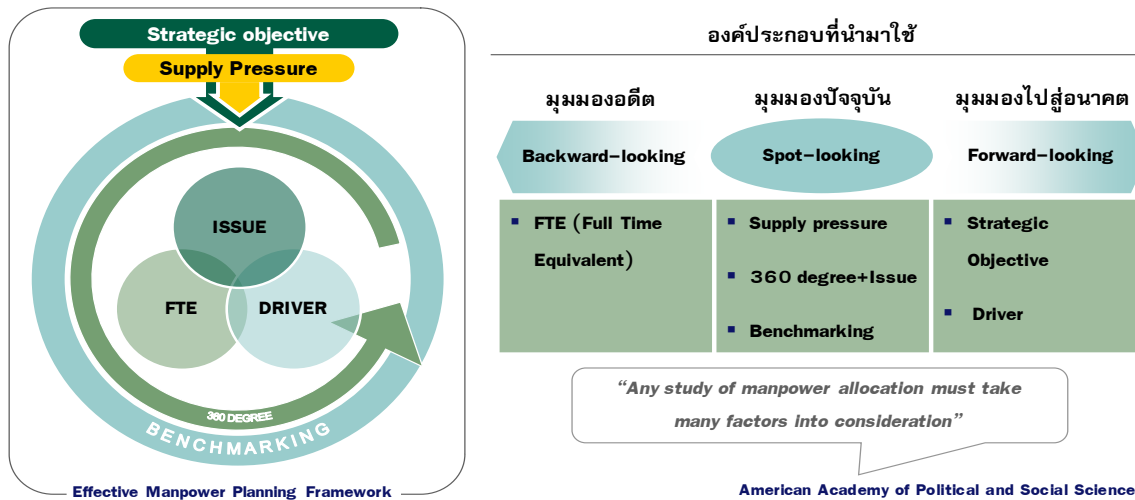 Strategic objective
Supply Pressure
ISSUE
FTE
DRIVER
360 DEGREE
BENCHMARKING
Effective Manpower Planning Framework
องค์ประกอบที่นำมาใช้
มุมมองอดีต
มุมมองปัจจุบัน
มุมมองไปสู่อนาคต
Backward-looking
Spot-looking
Forward-looking
▪ FTE (Full Time
Equivalent)
▪ Supply pressure
▪ 360 degree+Issue
▪ Benchmarking
▪ Strategic
Objective
▪ Driver
“Any study of manpower allocation must take
many factors into consideration”
American Academy of Political and Social Science